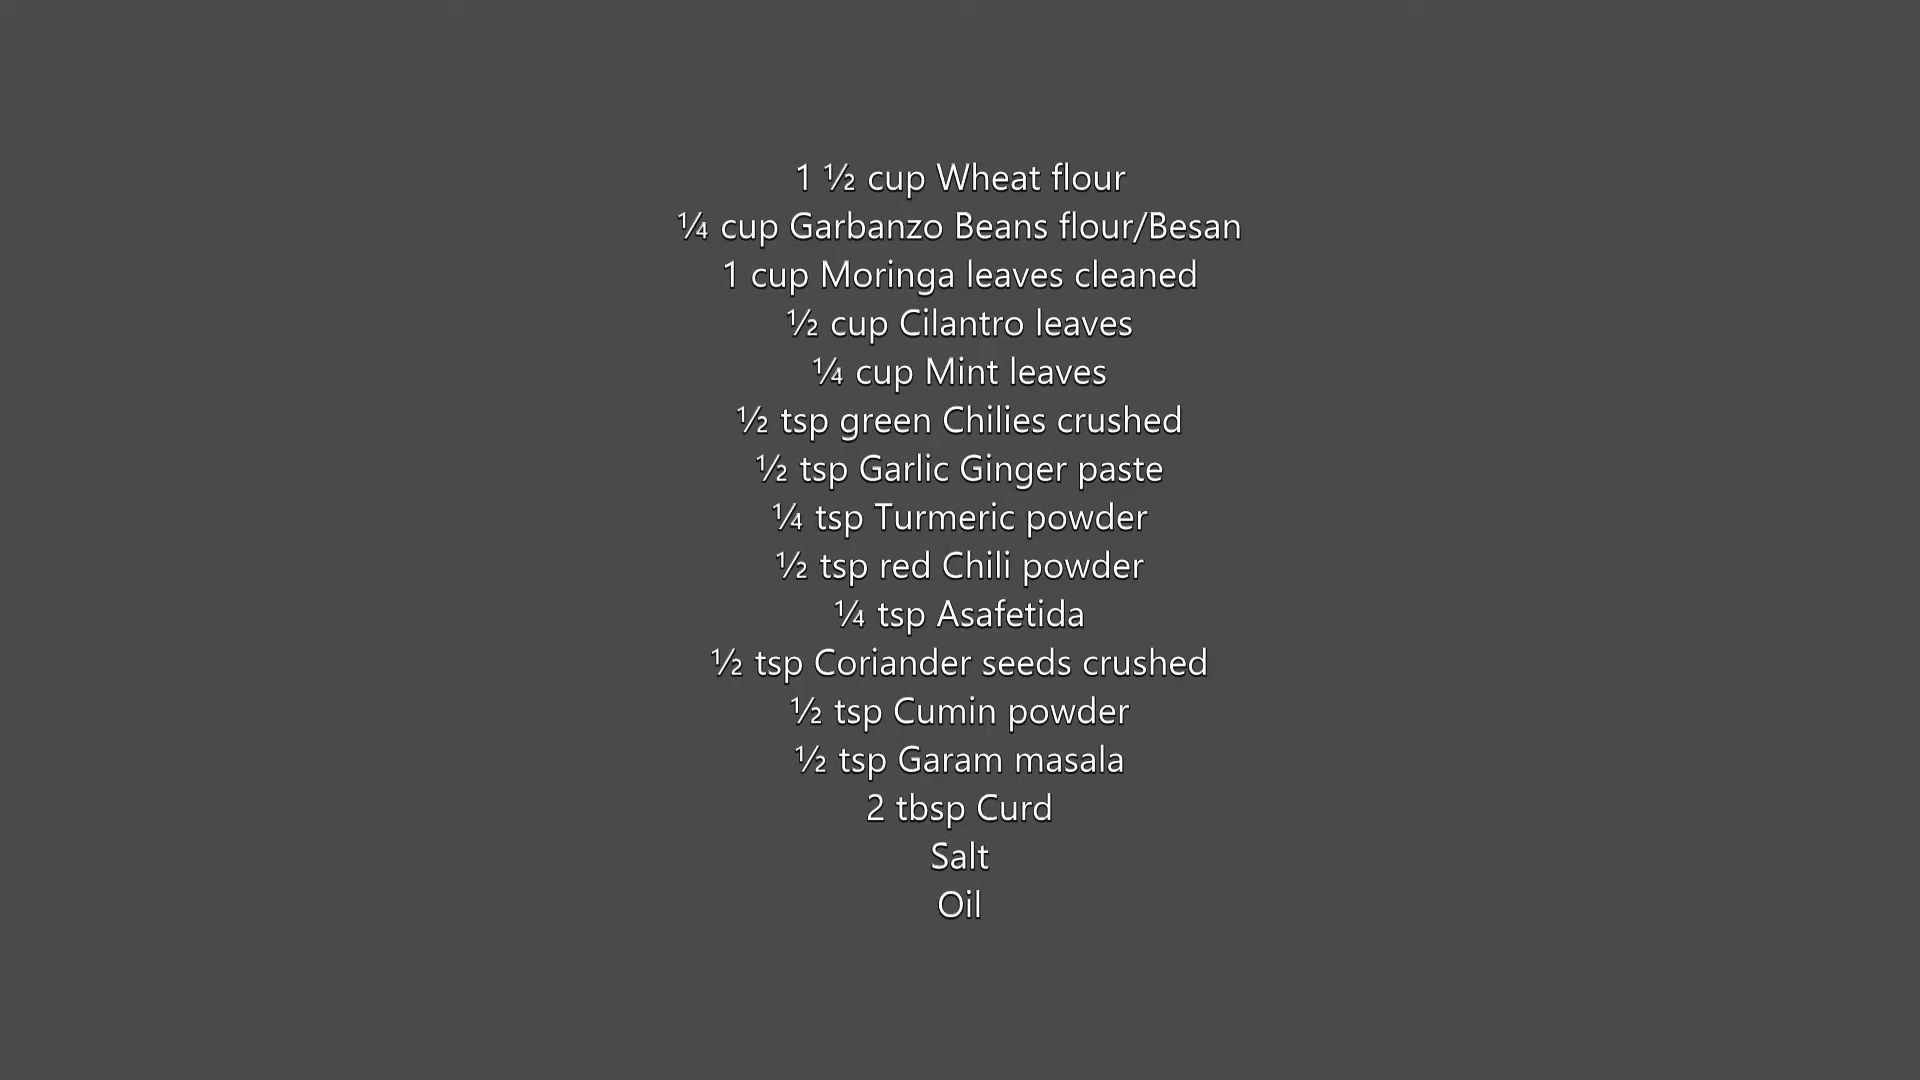 1 ½ cup Wheat flour
¼ cup Garbanzo Beans flour/Besan
1 cup Moringa leaves cleaned
½ cup Cilantro leaves
¼ cup Mint leaves
½ tsp green Chilies crushed
½ tsp Garlic Ginger paste
¼ tsp Turmeric powder
½ tsp red Chili powder
¼ tsp Asafetida
½ tsp Coriander seeds crushed
½ tsp Cumin powder
½ tsp Garam masala
2 tbsp Curd
Salt
Oil